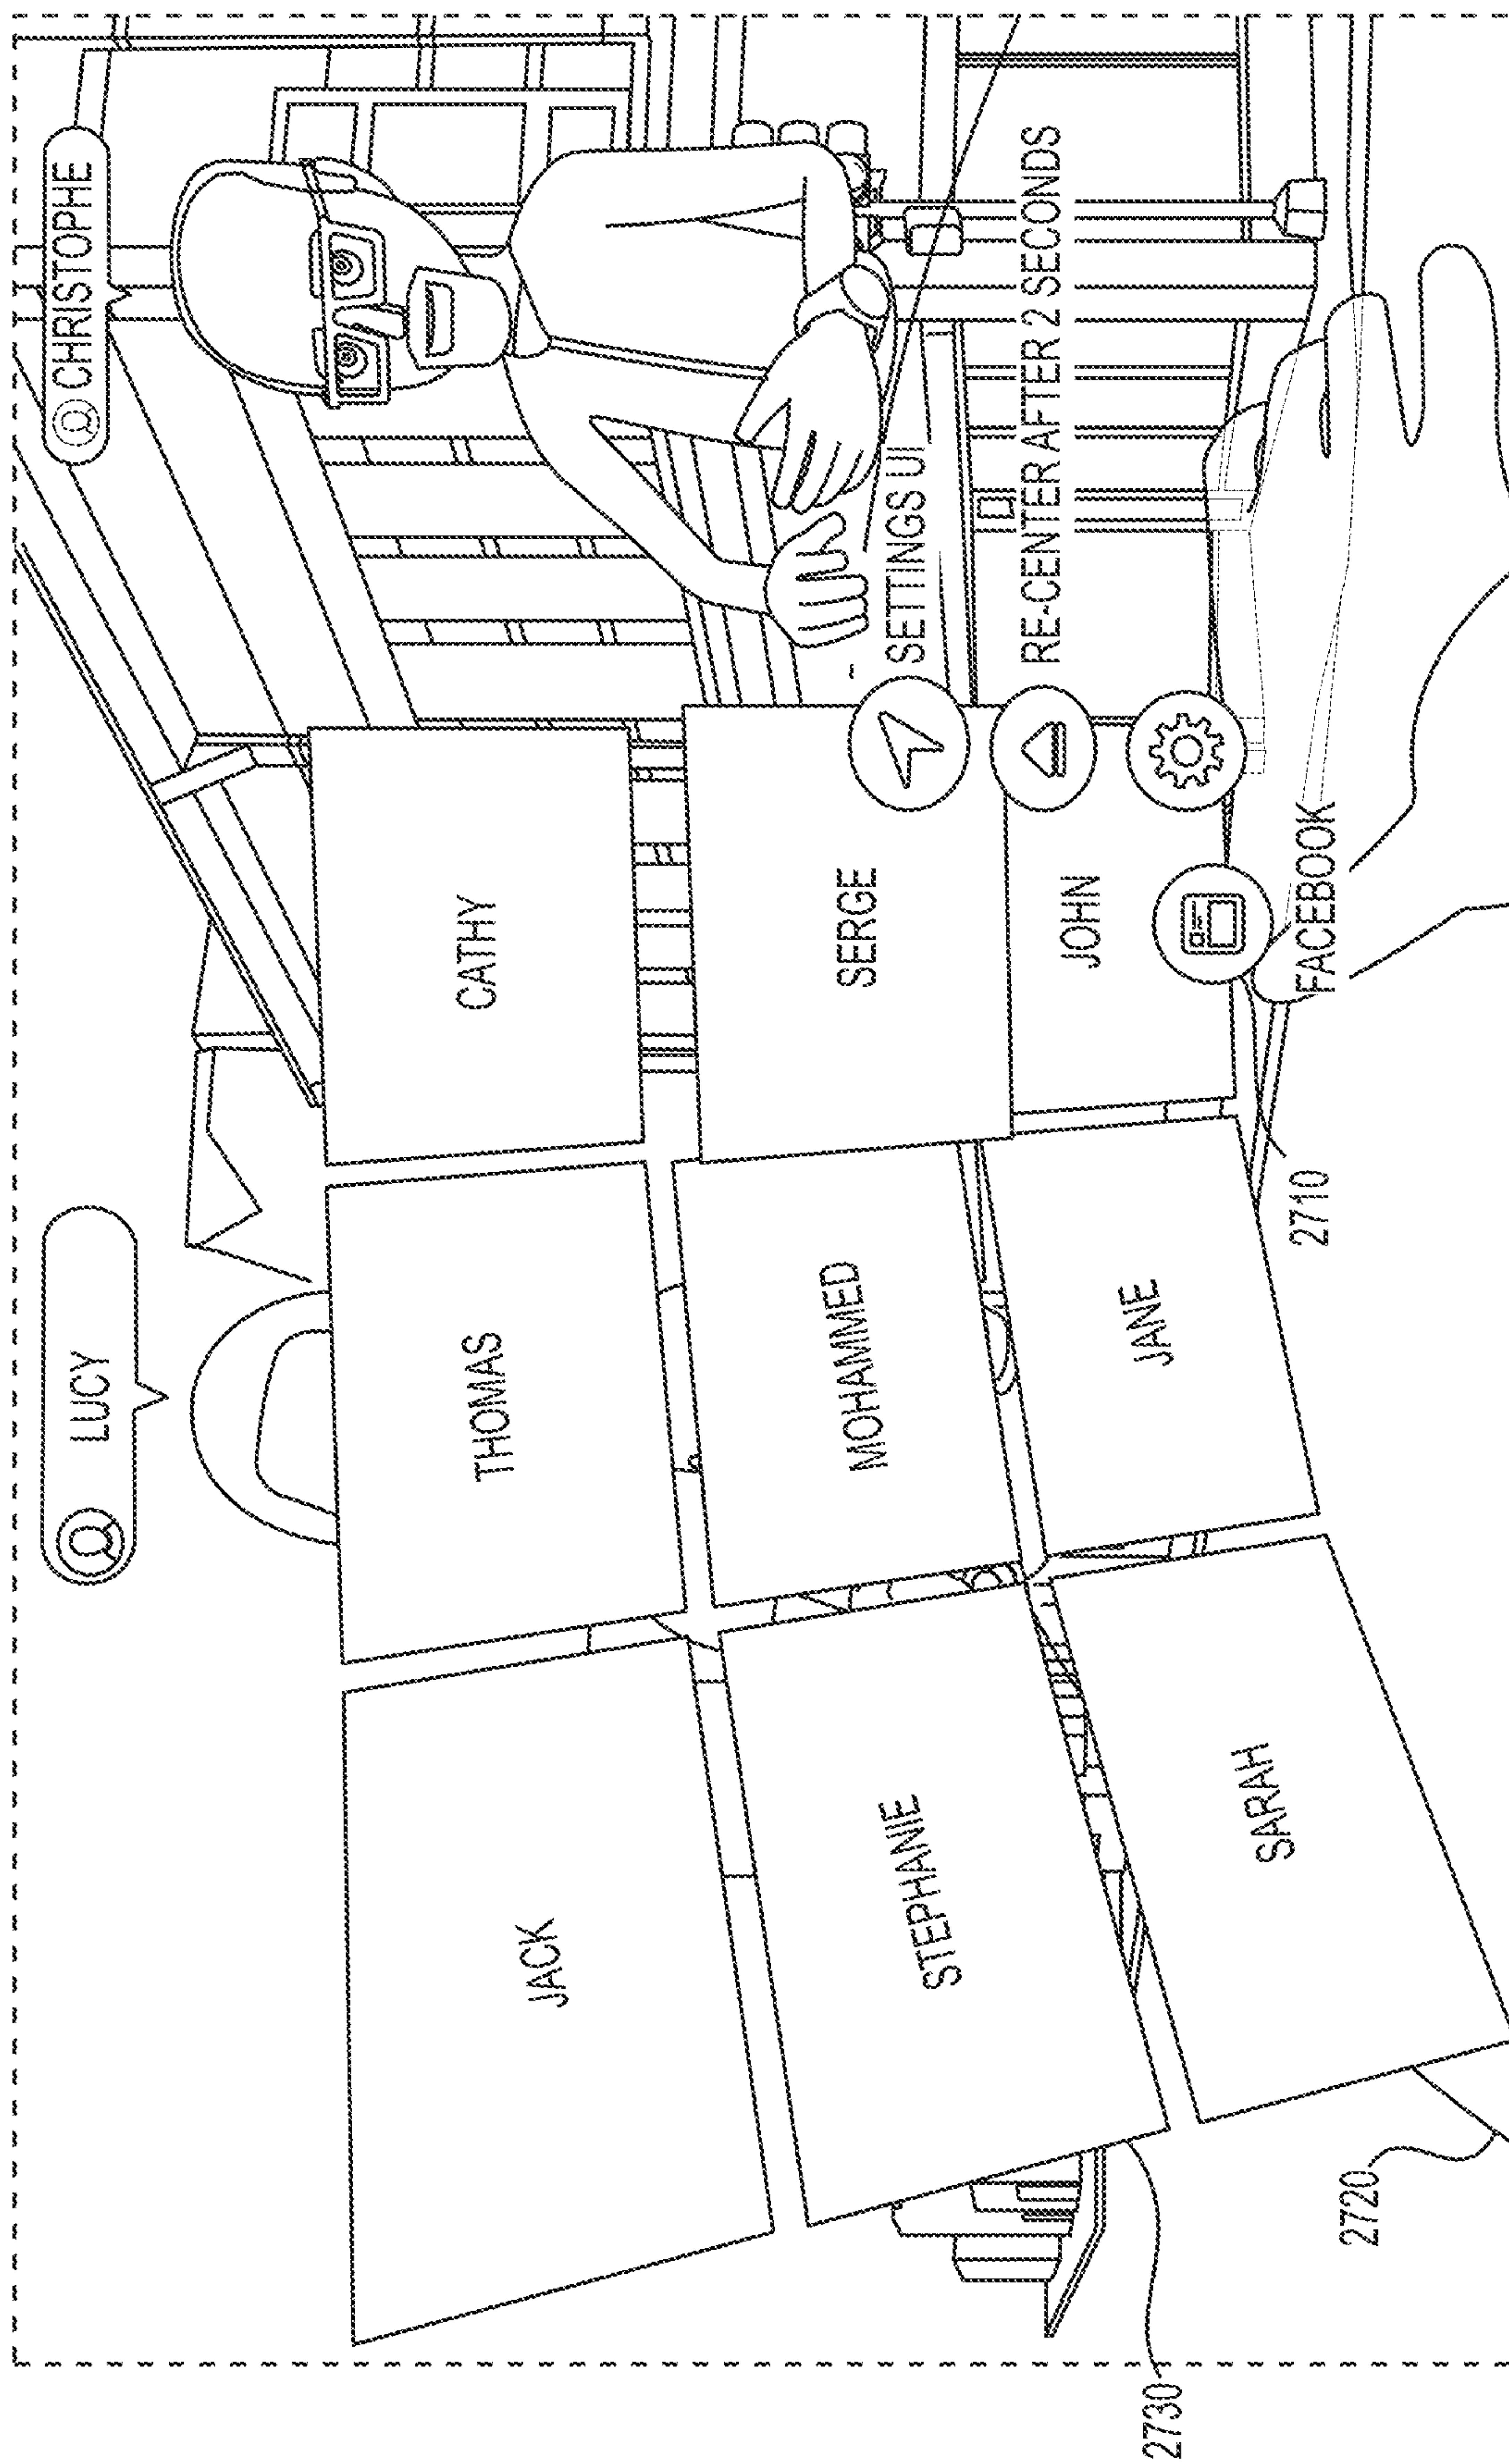 LUCY
@ CHRISTOPHE
JACK
THOMAS
CATHY
STEPHANIE
MOHAMMED
SERGE
SETTINGS UI
SARAH
JANE
JOHN
RE-CENTER AFTER 2 SECONDS
FACEBOOK
2730
2720
2710